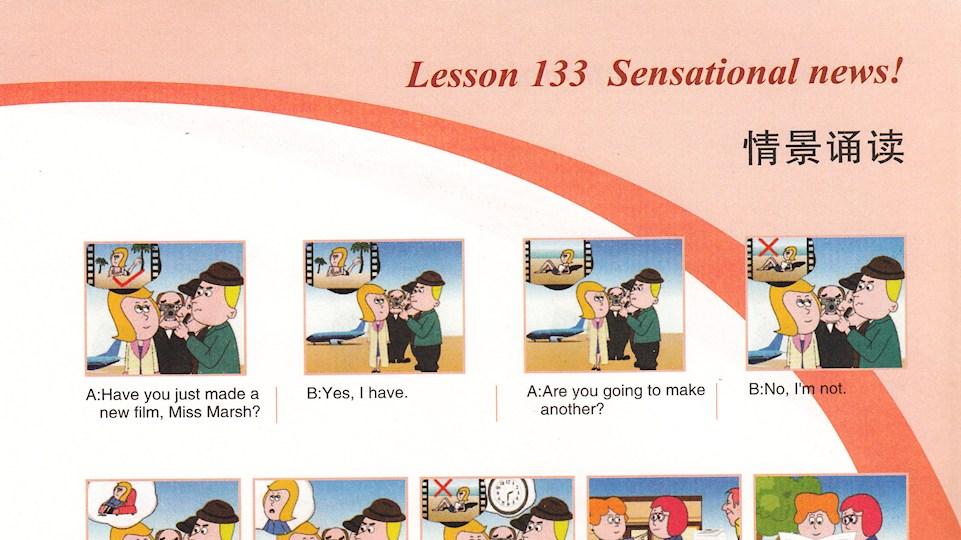 Lesson 133 Sensational news!
情景诵读
A:Have you just made a
new film, Miss Marsh?
B:Yes, I have.
A:Are you going to make
another?
B:No, I'm not.